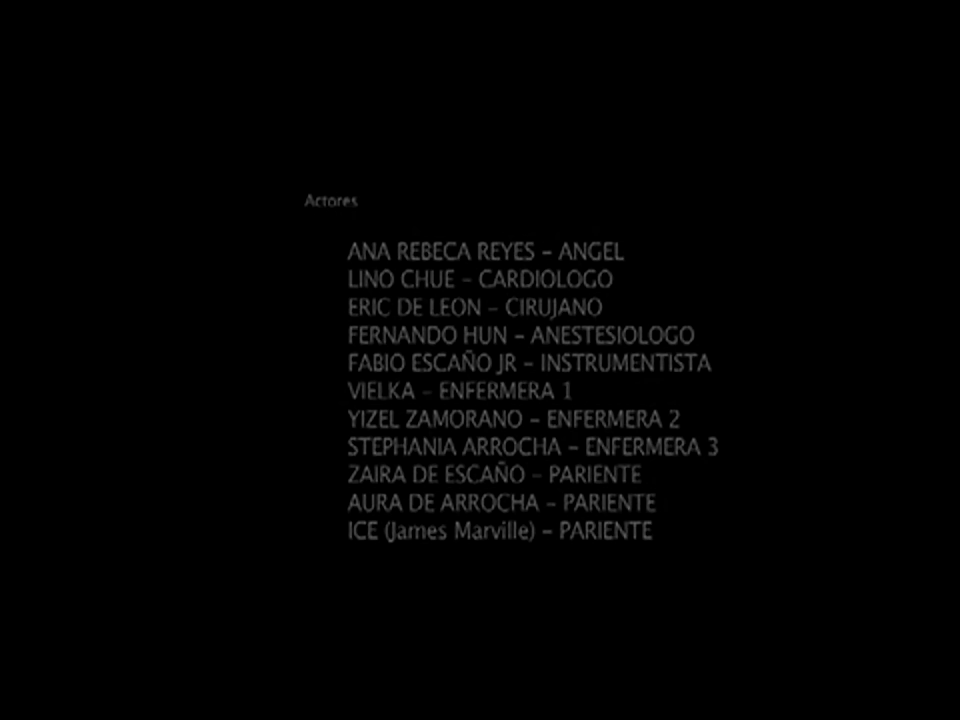 Actores
ANA REBECA REYES – ANGEL
LINO CHUE – CARDIOLOGO
ERIC DE LEON – CIRUJANO
FERNANDO HUN – ANESTESIOLOGO
FABIO ESCAÑO JR – INSTRUMENTISTA
VIELKA – ENFERMERA 1
YIZEL ZAMORANO – ENFERMERA 2
STEPHANIA ARROCHA – ENFERMERA 3
ZAIRA DE ESCAÑO – PARIENTE
AURA DE ARROCHA – PARIENTE
ICE (James Marville) – PARIENTE